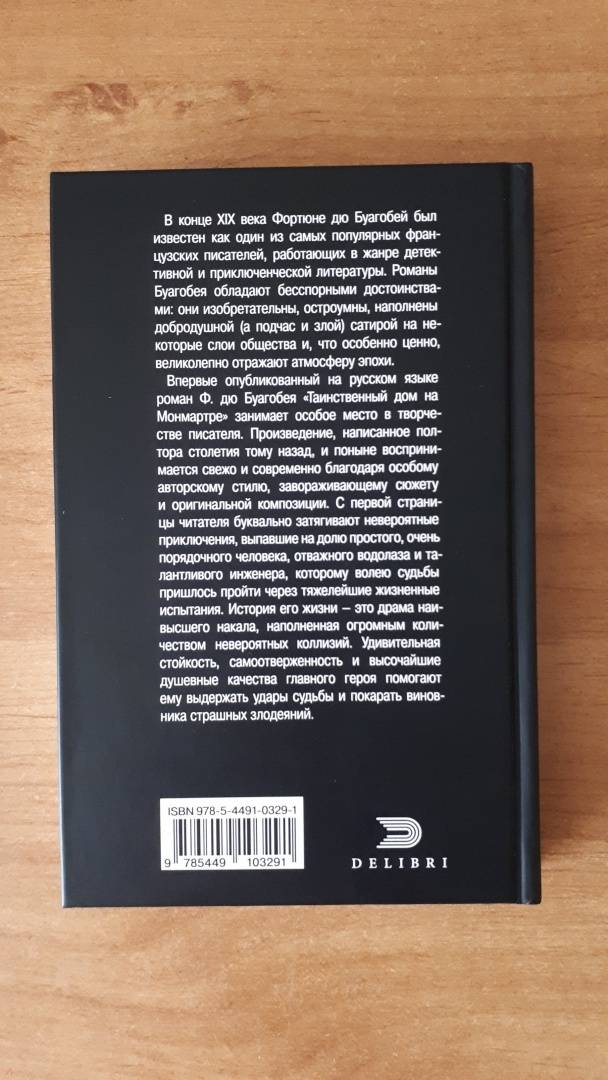 В конце XIX века Фортюне дю Буагобей был
известен как один из самых популярных фран-
цузских писателей, работающих в жанре детек-
тивной и приключенческой литературы. Романы
Буагобея обладают бесспорными достоинства-
ми: они изобретательны, остроумны, наполнены
добродушной (а подчас и злой) сатирой на не-
которые слои общества и, что особенно ценно,
великолепно отражают атмосферу эпохи.
Впервые опубликованный на русском языке
роман Ф. дю Буагобея «Таинственный дом на
Монмартре» занимает особое место в творче-
стве писателя. Произведение, написанное пол-
тора столетия тому назад, и поныне восприни-
мается свежо и современно благодаря особому
авторскому стилю, завораживающему сюжету
и оригинальной композиции. С первой страни-
цы читателя буквально затягивают невероятные
приключения, выпавшие на долю простого, очень
порядочного человека, отважного водолаза и та-
лантливого инженера, которому волею судьбы
пришлось пройти через тяжелейшие жизненные
испытания. История его жизни – это драма наи-
высшего накала, наполненная огромным коли-
чеством невероятных коллизий. Удивительная
стойкость, самоотверженность и высочайшие
душевные качества главного героя помогают
ему выдержать удары судьбы и покарать винов-
ника страшных злодеяний.
ISBN 978-5-4491-0329-1
9 785449 103291
DELIBRI